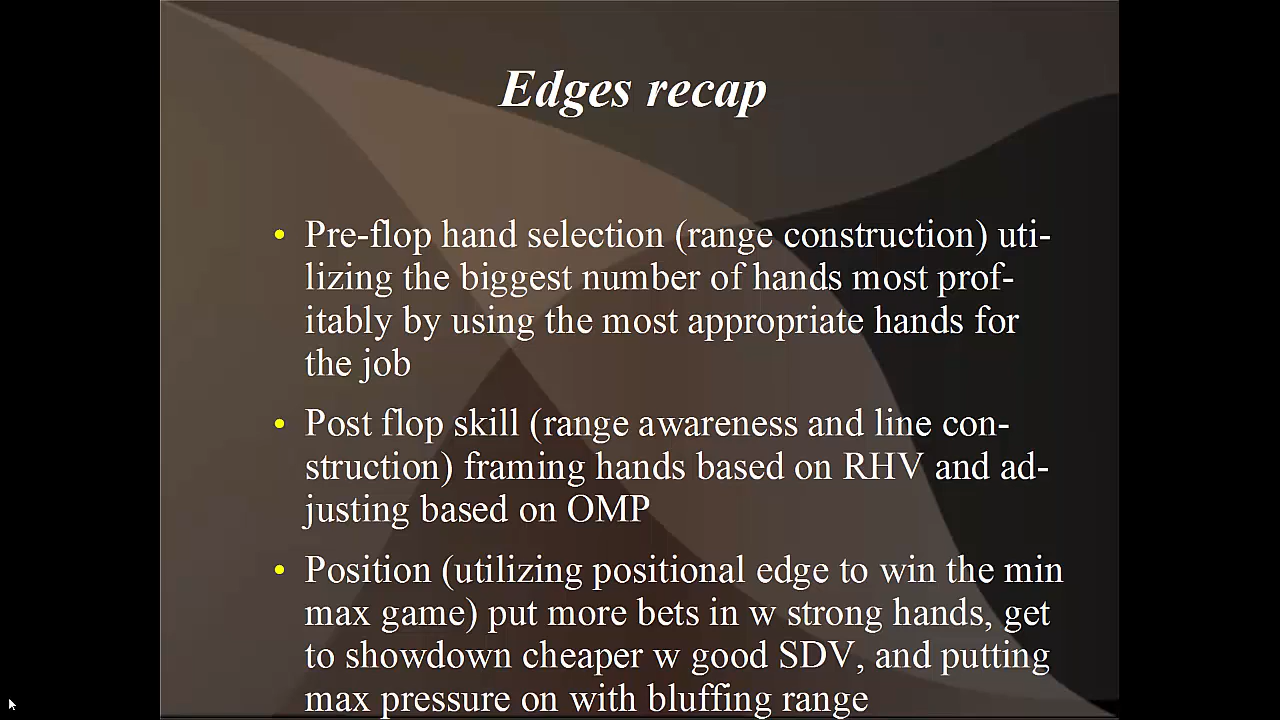 Edges recap
• Pre-flop hand selection (range construction) uti-
lizing the biggest number of hands most prof-
itably by using the most appropriate hands for
the job
• Post flop skill (range awareness and line con-
struction) framing hands based on RHV and ad-
justing based on OMP
• Position (utilizing positional edge to win the min
max game) put more bets in w strong hands, get
to showdown cheaper w good SDV, and putting
max pressure on with bluffing range